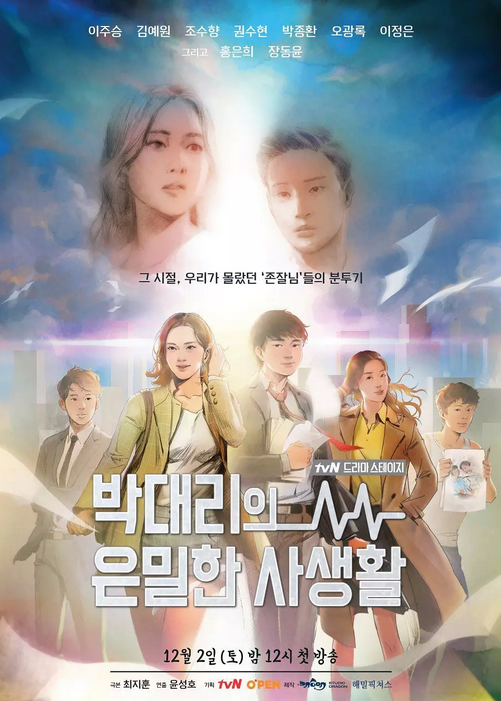 이주승 김예원 조수향 권수현 박종환 오광록 이정은
그리고 홍은희 장동윤
그 시절, 우리가 몰랐던 '존잘님'들의 분투기
tvN 드라마 스테이지
박대리의
은밀한 사생활
12월 2일 (토) 밤 12시 첫 방송
극본 최지훈 연출 윤성호 기획 tvN O'PEN 제작 STUDIO DRAGON 해밀픽쳐스